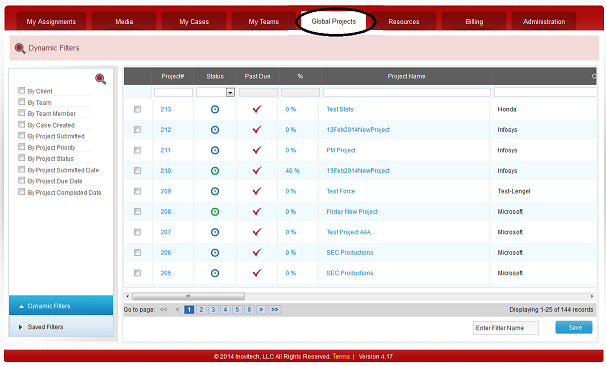 My Assignments Media My Cases My Teams Global Projects Resources Billing Administration
Dynamic Filters
By Client
By Team
By Team Member
By Case Created
By Project Submitted
By Project Priority
By Project Status
By Project Submitted Date
By Project Due Date
By Project Completed Date
Dynamic Filters
Saved Filters
Project# Status Past Due % Project Name C
213 0 % Test Stats Honda
212 0 % 13Feb2014NewProject Infosys
211 0 % PM Project Infosys
210 40 % 13Feb2014NewProject Infosys
209 0 % Test Force Test-Lengel
208 0 % Friday New Project Microsoft
207 0 % Test Project AAA Microsoft
206 0 % SEC Productions Microsoft
205 0 % SEC Productions Microsoft
Go to page: << < 1 2 3 4 5 6 > >> Displaying 1-25 of 144 records
Enter Filter Name Save
© 2014 Inovitech, LLC All Rights Reserved. Terms | Version 4.17